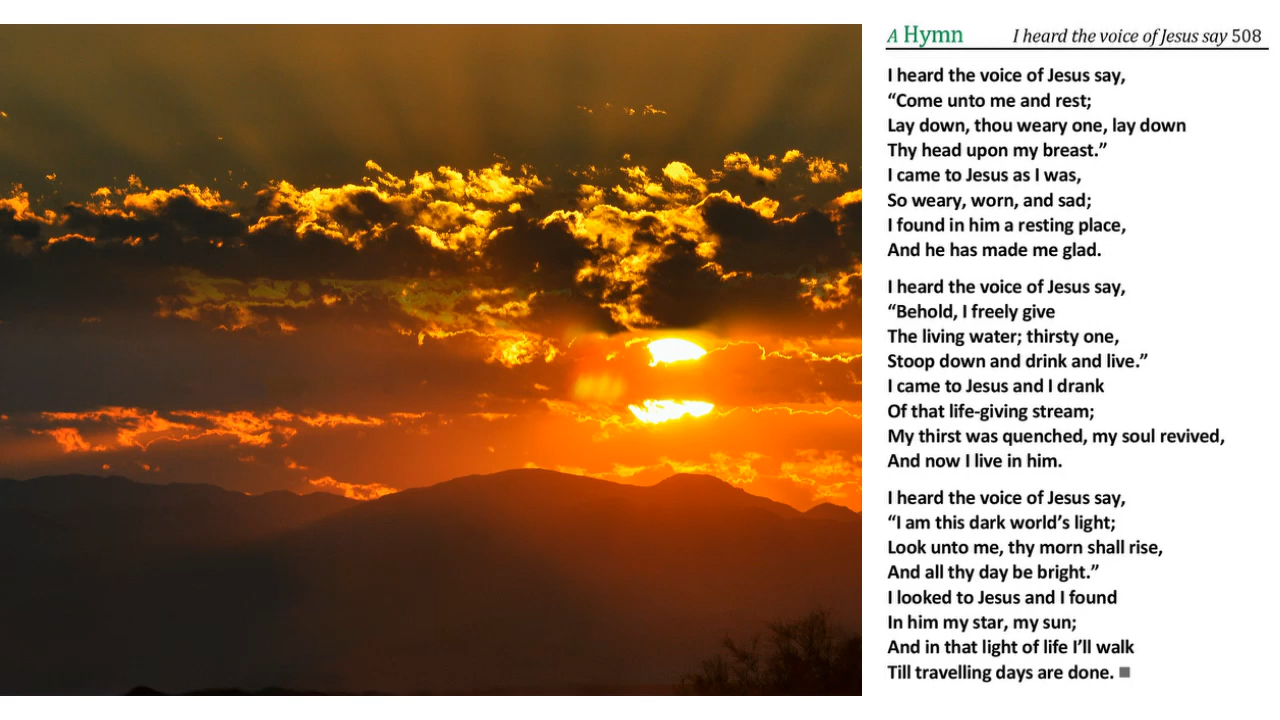 A Hymn I heard the voice of Jesus say 508
I heard the voice of Jesus say,
“Come unto me and rest;
Lay down, thou weary one, lay down
Thy head upon my breast.”
I came to Jesus as I was,
So weary, worn, and sad;
I found in him a resting place,
And he has made me glad.
I heard the voice of Jesus say,
“Behold, I freely give
The living water; thirsty one,
Stoop down and drink and live.”
I came to Jesus and I drank
Of that life-giving stream;
My thirst was quenched, my soul revived,
And now I live in him.
I heard the voice of Jesus say,
“I am this dark world’s light;
Look unto me, thy morn shall rise,
And all thy day be bright.”
I looked to Jesus and I found
In him my star, my sun;
And in that light of life I’ll walk
Till travelling days are done. ■